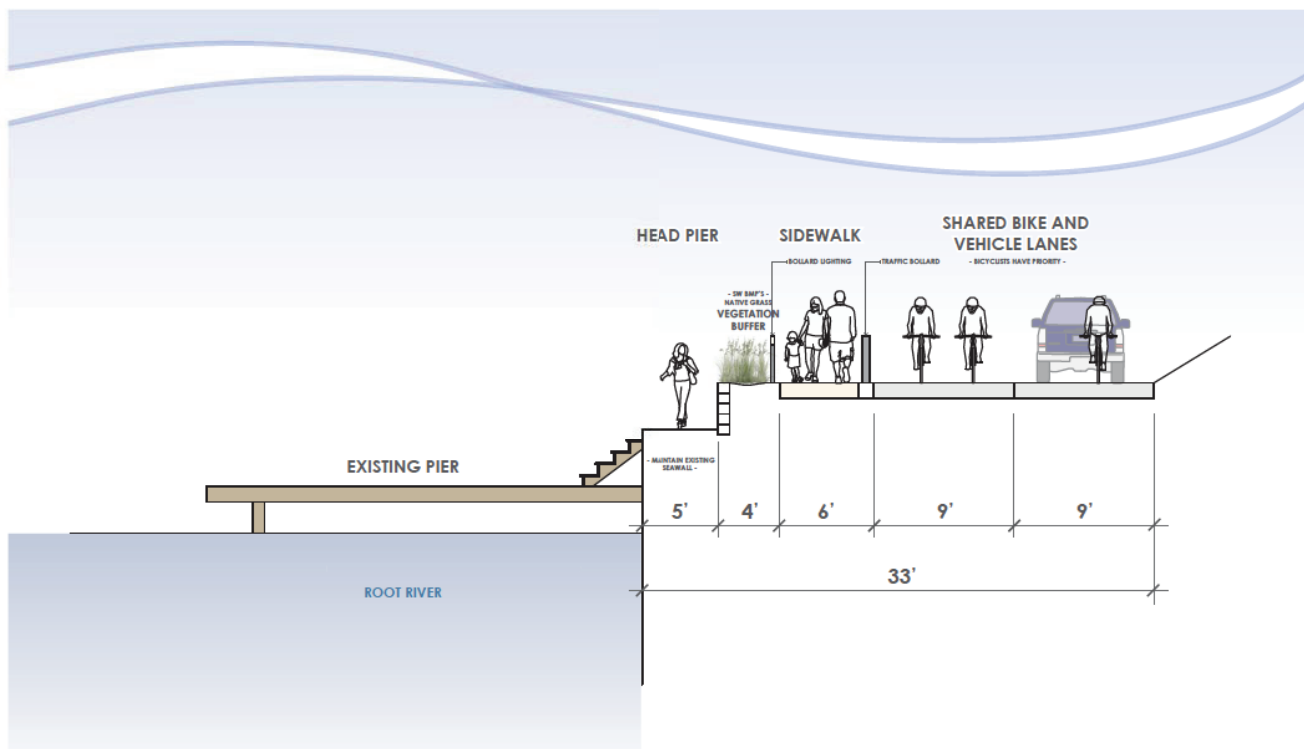 HEAD PIER
SIDEWALK
SHARED BIKE AND
VEHICLE LANES
BOLLARD LIGHTING
TRAFFIC BOLLARD
- BICYCLISTS HAVE PRIORITY -
- SW BMP'S -
NATIVE GRASS
VEGETATION
BUFFER
EXISTING PIER
- MAINTAIN EXISTING
SEAWALL -
5'
4'
6'
9'
9'
33'
ROOT RIVER